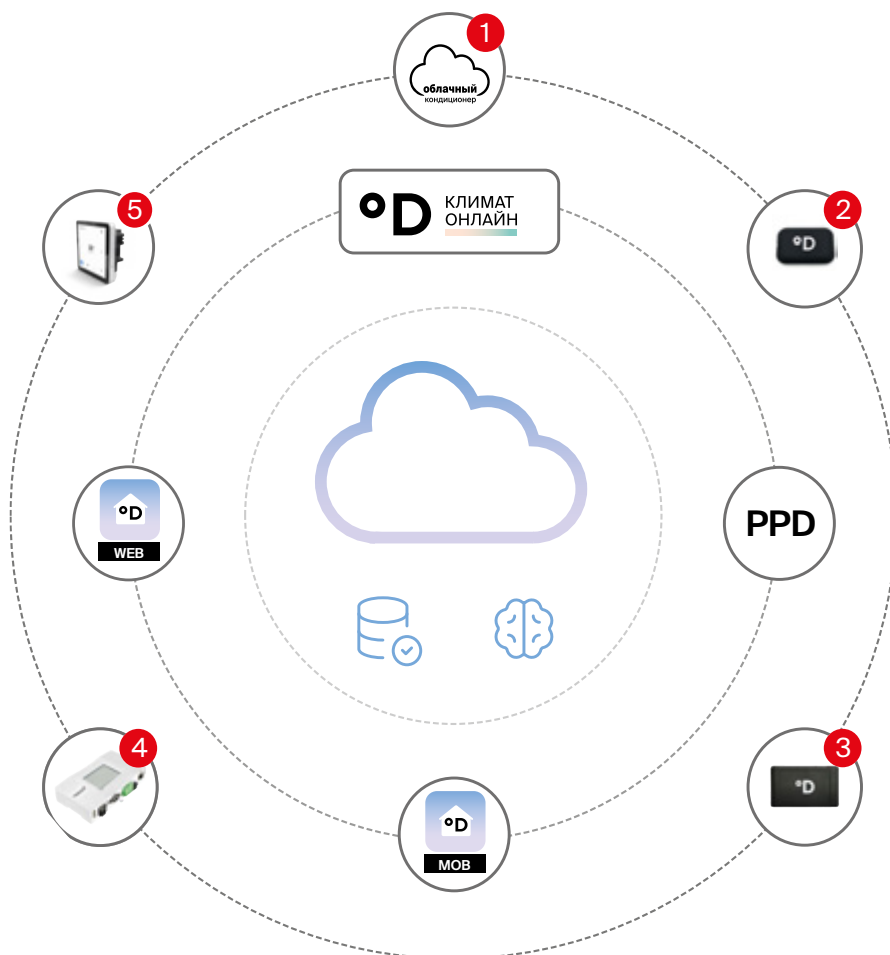 1
облачный
кондиционер
5
°D
КЛИМАТ
ОНЛАЙН
2
°D
°D
WEB
PPD
4
3
°D
°D
MOB